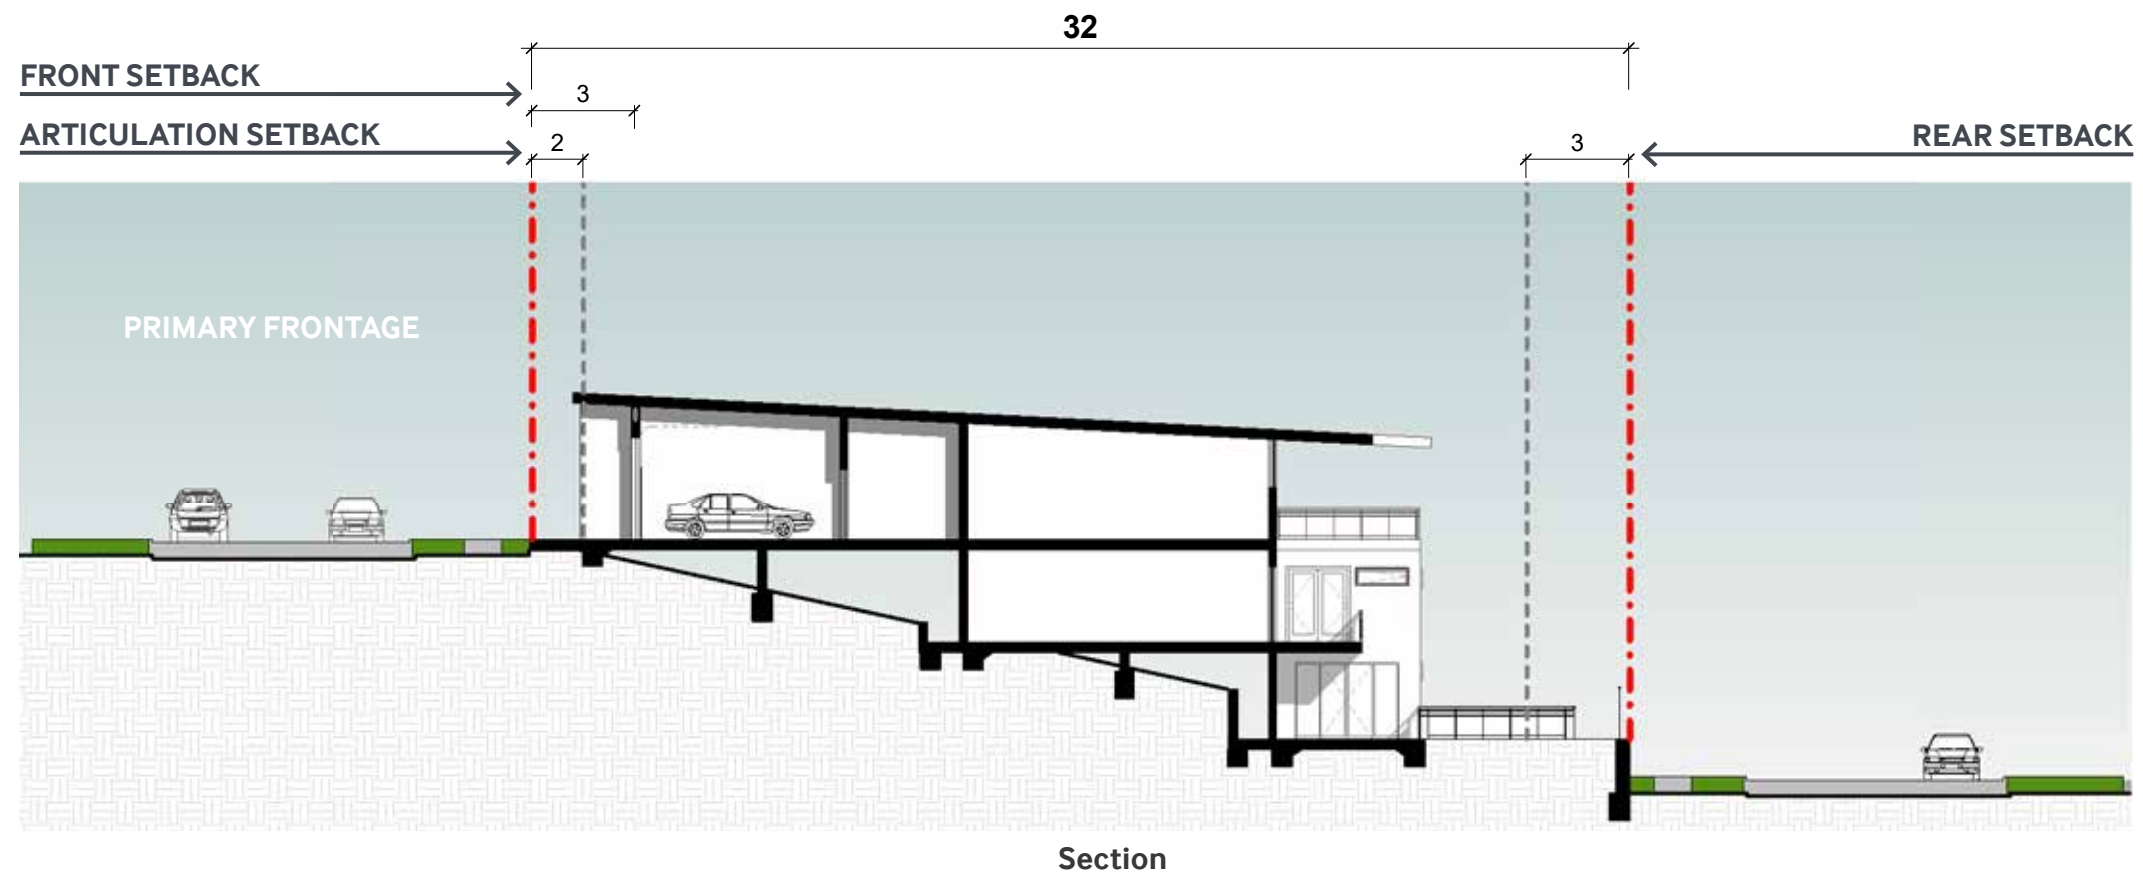 32
FRONT SETBACK
3
ARTICULATION SETBACK
2
3
REAR SETBACK
PRIMARY FRONTAGE
Section